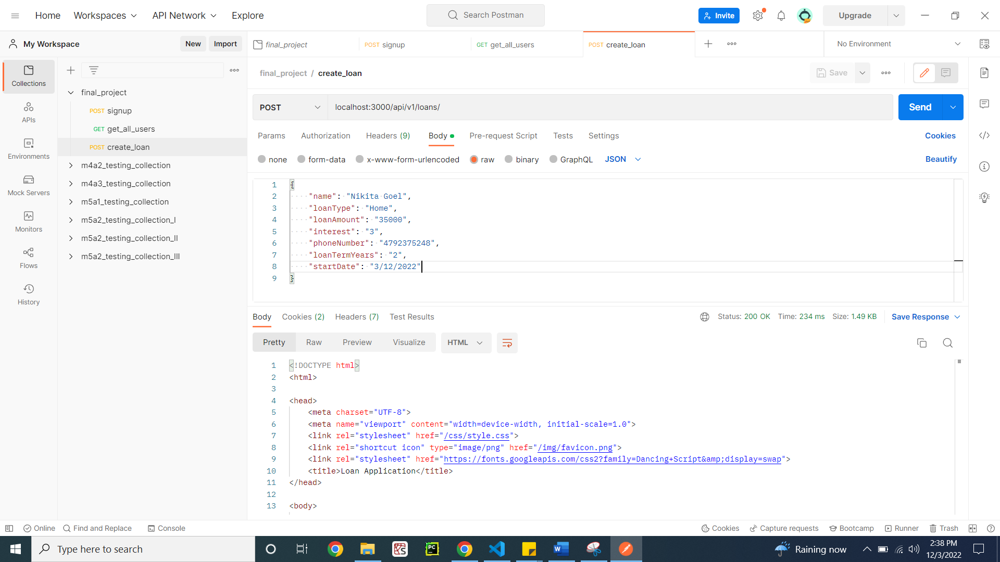 Home
Workspaces
API Network
Explore
Search Postman
Invite
Upgrade
My Workspace
New
Import
final_project
POST signup
GET get_all_users
POST create_loan
No Environment
Collections
APIs
Environments
Mock Servers
Monitors
Flows
History
final_project
POST signup
GET get_all_users
POST create_loan
m4a2_testing_collection
m4a3_testing_collection
m5a1_testing_collection
m5a2_testing_collection_I
m5a2_testing_collection_II
m5a2_testing_collection_III
final_project / create_loan
Save
POST
localhost:3000/api/v1/loans/
Send
Params
Authorization
Headers (9)
Body
Pre-request Script
Tests
Settings
Cookies
none
form-data
x-www-form-urlencoded
raw
binary
GraphQL
JSON
Beautify
1 {
2 "name": "Nikita Goel",
3 "loanType": "Home",
4 "loanAmount": "35000",
5 "interest": "3",
6 "phoneNumber": "4792375248",
7 "loanTermYears": "2",
8 "startDate": "3/12/2022"
9 }
Body
Cookies (2)
Headers (7)
Test Results
Status: 200 OK
Time: 234 ms
Size: 1.49 KB
Save Response
Pretty
Raw
Preview
Visualize
HTML
1 <!DOCTYPE html>
2 <html>
3
4 <head>
5 <meta charset="UTF-8">
6 <meta name="viewport" content="width=device-width, initial-scale=1.0">
7 <link rel="stylesheet" href="/css/style.css">
8 <link rel="shortcut icon" type="image/png" href="/img/favicon.png">
9 <link rel="stylesheet" href="https://fonts.googleapis.com/css2?family=Dancing+Script&amp;display=swap">
10 <title>Loan Application</title>
11 </head>
12
13 <body>
Online
Find and Replace
Console
Cookies
Capture requests
Bootcamp
Runner
Trash
Type here to search
PC
W
Raining now
2:38 PM
12/3/2022